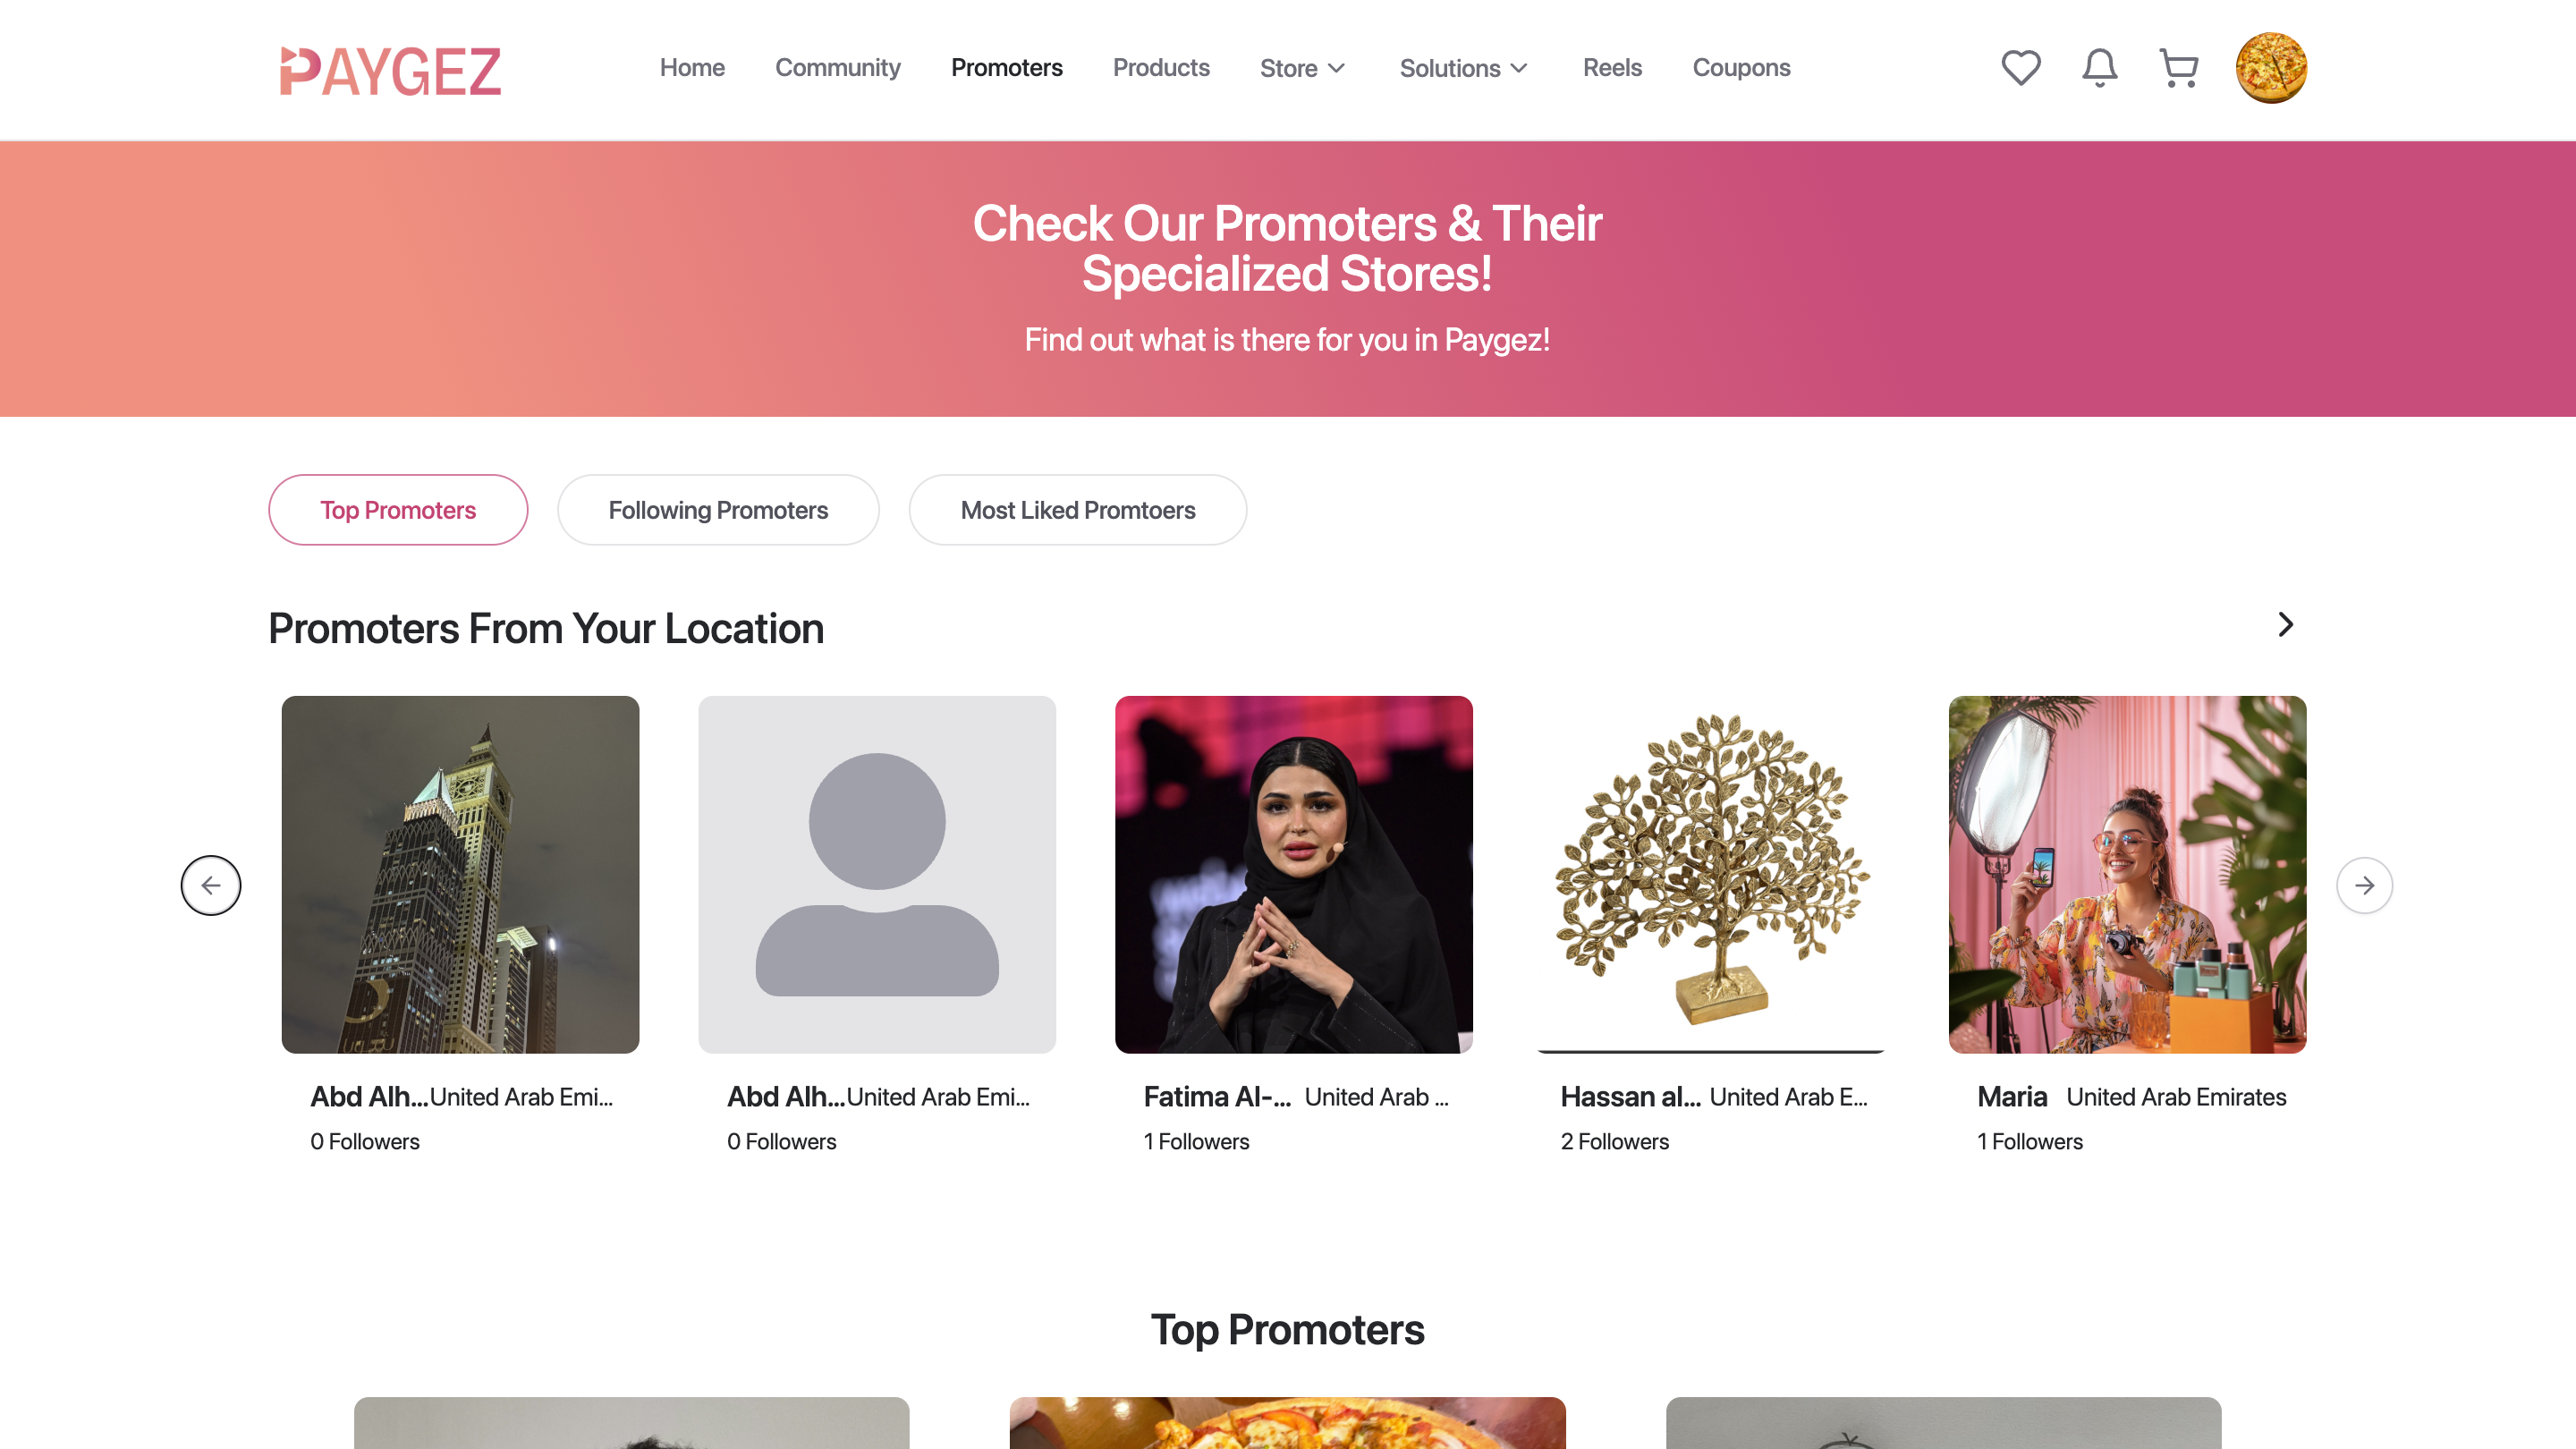 PAYGEZ
Home Community Promoters Products Store Solutions Reels Coupons
Check Our Promoters & Their
Specialized Stores!
Find out what is there for you in Paygez!
Top Promoters Following Promoters Most Liked Promtoers
Promoters From Your Location
Abd Alh... United Arab Emi...
0 Followers
Abd Alh... United Arab Emi...
0 Followers
Fatima Al-... United Arab ...
1 Followers
Hassan al... United Arab E...
2 Followers
Maria United Arab Emirates
1 Followers
Top Promoters